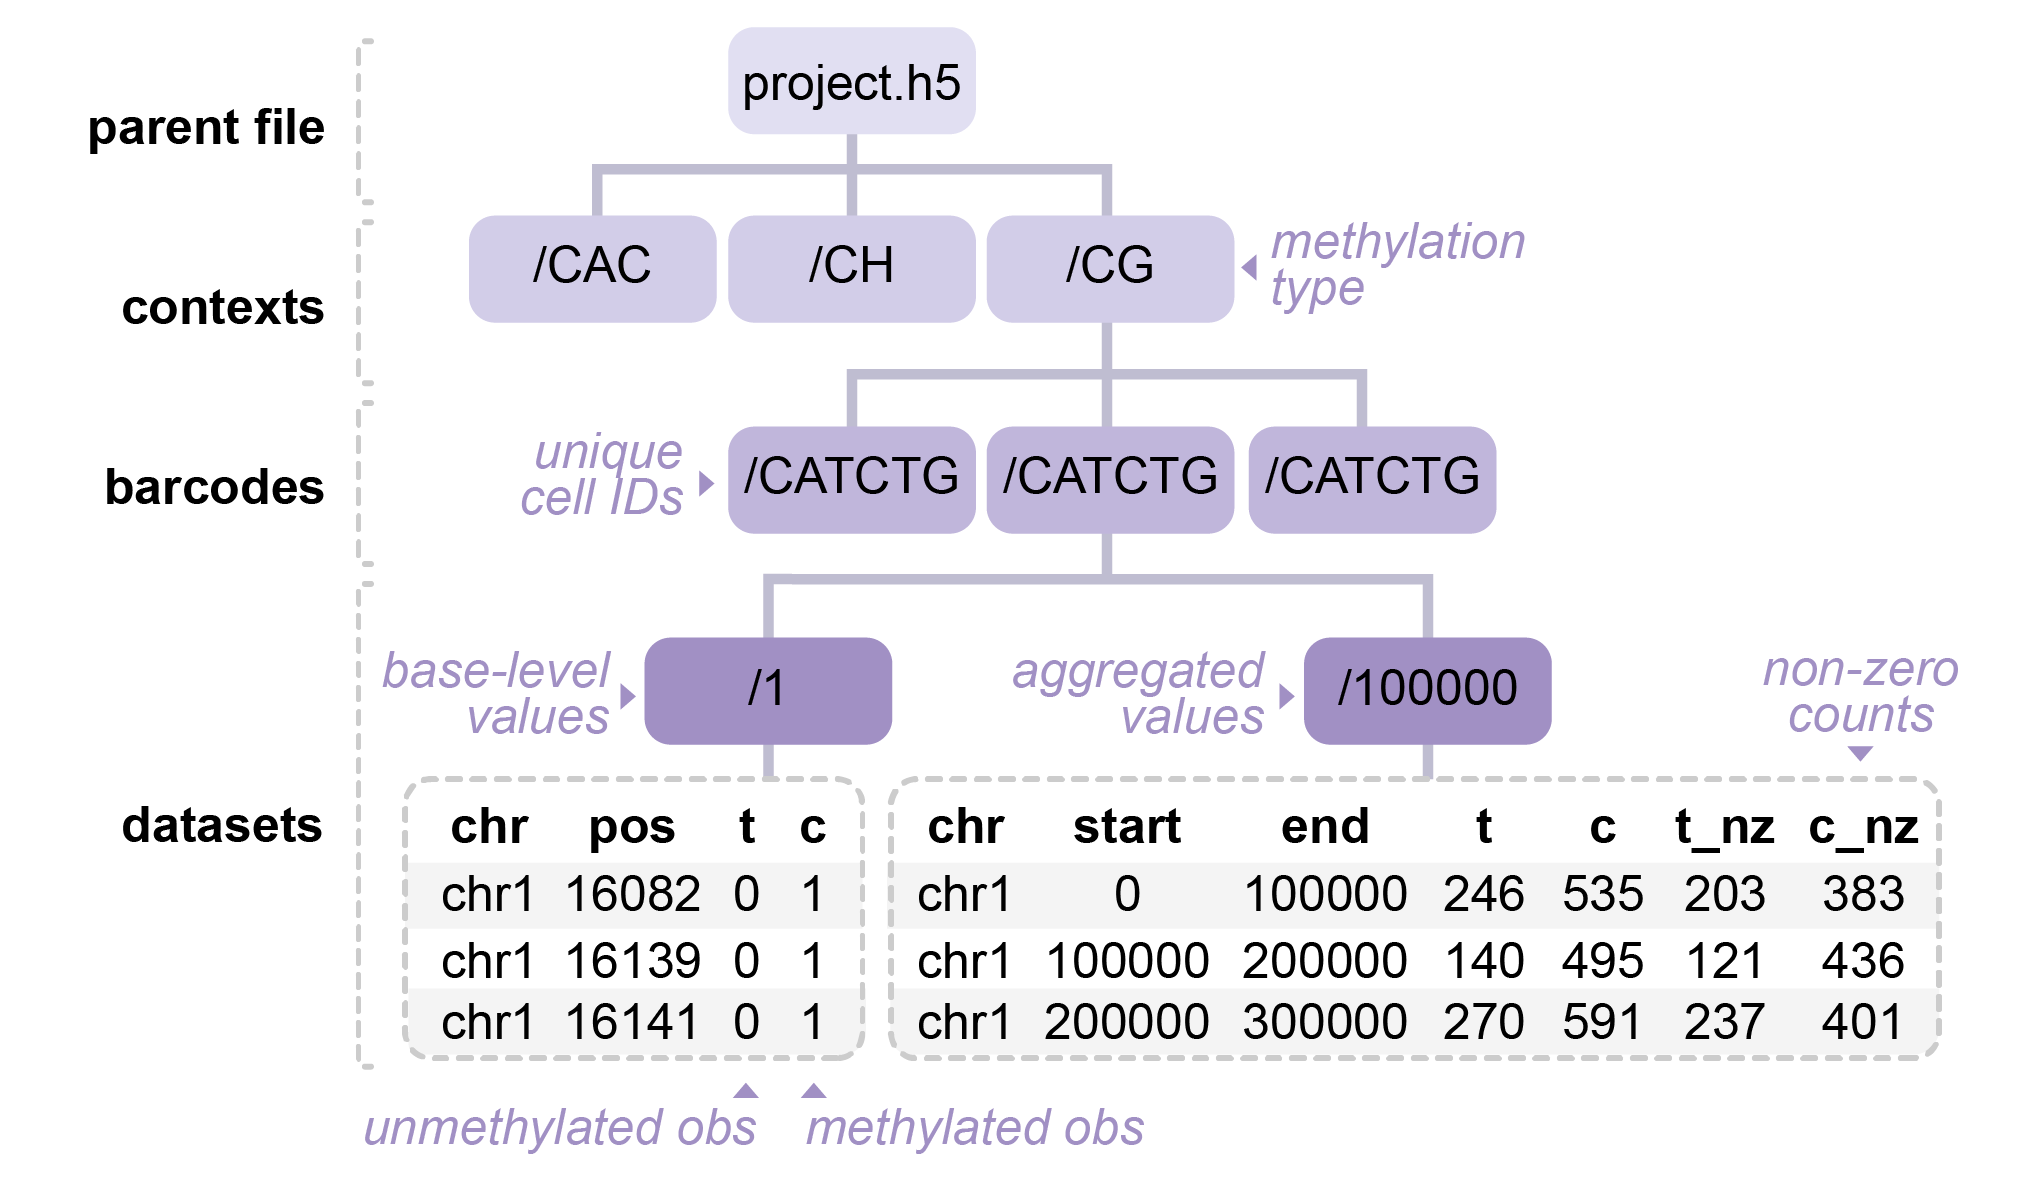 project.h5
parent file
/CAC /CH /CG
methylation
type
contexts
unique
cell IDs
/CATCTG /CATCTG /CATCTG
barcodes
base-level
values
/1
aggregated
values
/100000
non-zero
counts
datasets
chr pos t c
chr1 16082 0 1
chr1 16139 0 1
chr1 16141 0 1
chr start end t c t_nz c_nz
chr1 0 100000 246 535 203 383
chr1 100000 200000 140 495 121 436
chr1 200000 300000 270 591 237 401
unmethylated obs
methylated obs